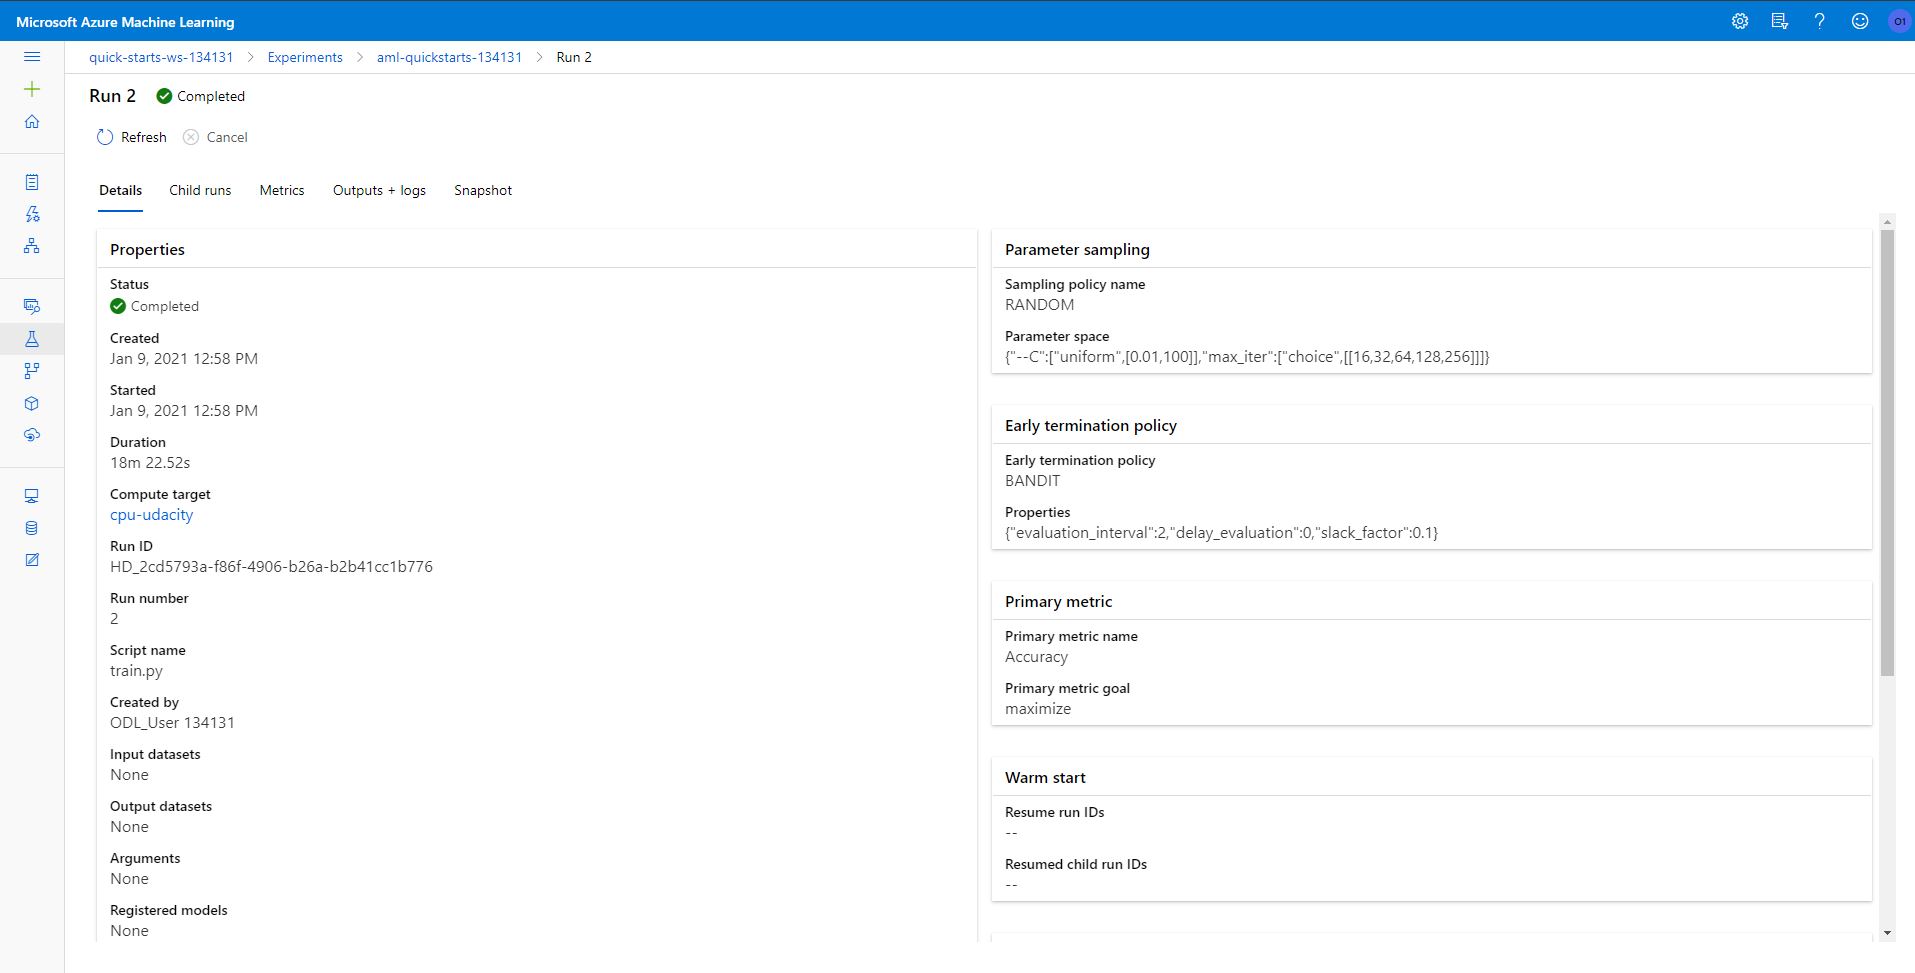 Microsoft Azure Machine Learning
O1
quick-starts-ws-134131 > Experiments > aml-quickstarts-134131 > Run 2
Run 2 Completed
Refresh Cancel
Details Child runs Metrics Outputs + logs Snapshot
Properties
Status
Completed
Created
Jan 9, 2021 12:58 PM
Started
Jan 9, 2021 12:58 PM
Duration
18m 22.52s
Compute target
cpu-udacity
Run ID
HD_2cd5793a-f86f-4906-b26a-b2b41cc1b776
Run number
2
Script name
train.py
Created by
ODL_User 134131
Input datasets
None
Output datasets
None
Arguments
None
Registered models
None
Parameter sampling
Sampling policy name
RANDOM
Parameter space
{"--C":["uniform",[0.01,100]],"max_iter":["choice",[[16,32,64,128,256]]]}
Early termination policy
Early termination policy
BANDIT
Properties
{"evaluation_interval":2,"delay_evaluation":0,"slack_factor":0.1}
Primary metric
Primary metric name
Accuracy
Primary metric goal
maximize
Warm start
Resume run IDs
--
Resumed child run IDs
--